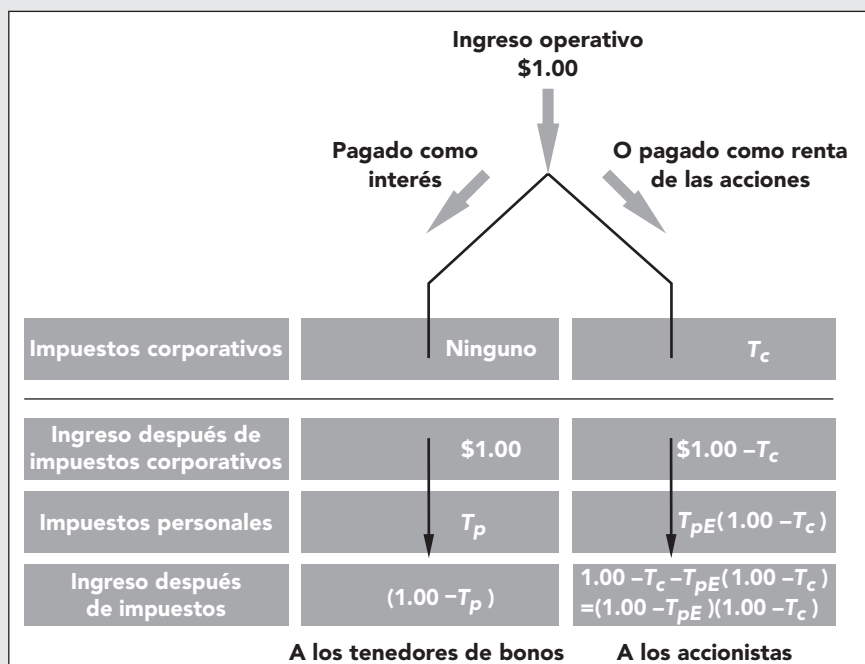 Ingreso operativo
$1.00
Pagado como
interés
O pagado como renta
de las acciones
Impuestos corporativos
Ninguno
T_c
Ingreso después de
impuestos corporativos
$1.00
$1.00 –T_c
Impuestos personales
T_p
T_pE(1.00 –T_c)
Ingreso después
de impuestos
(1.00 –T_p)
1.00 –T_c –T_pE(1.00 –T_c)
=(1.00 –T_pE)(1.00 –T_c)
A los tenedores de bonos
A los accionistas